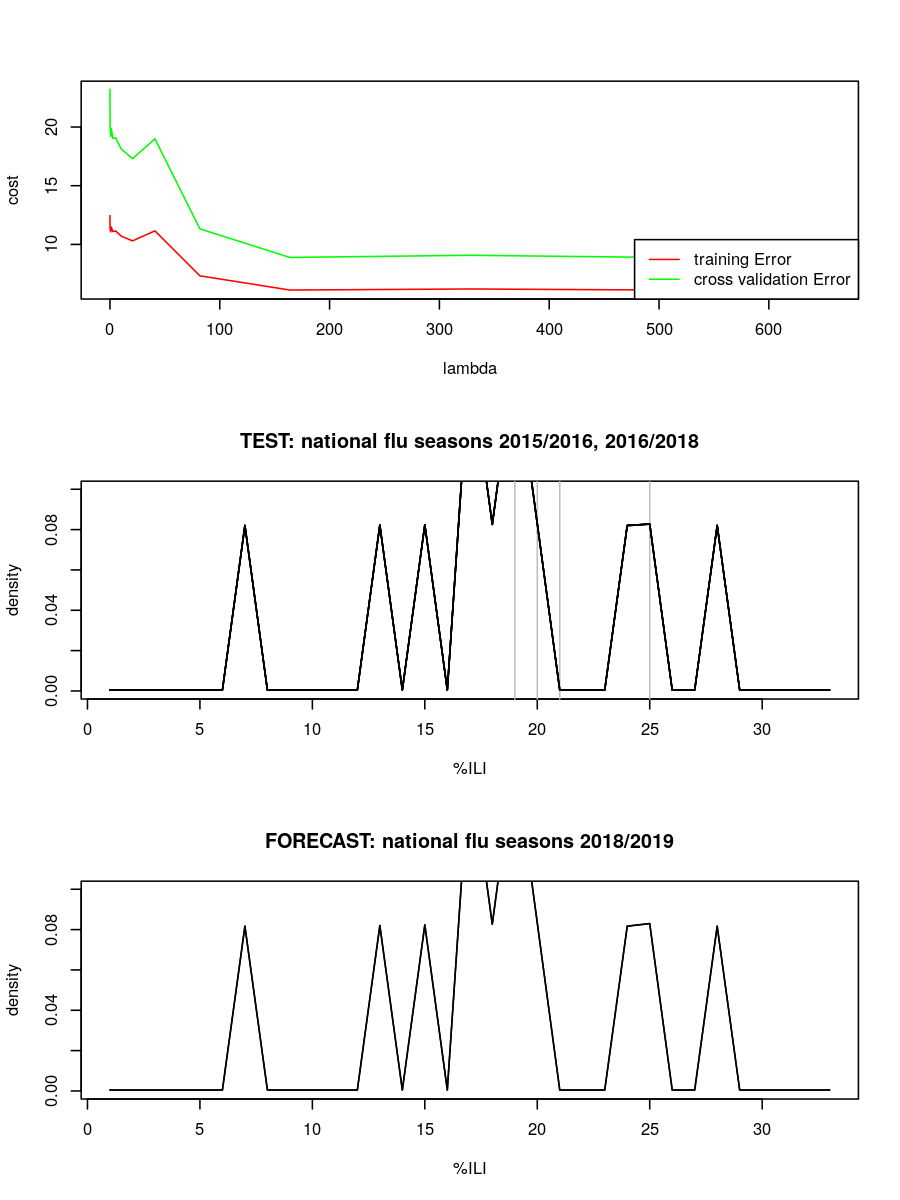 20
15
10
cost
training Error
cross validation Error
0 100 200 300 400 500 600
lambda
TEST: national flu seasons 2015/2016, 2016/2018
0.08
0.04
0.00
density
0 5 10 15 20 25 30
%ILI
FORECAST: national flu seasons 2018/2019
0.08
0.04
0.00
density
0 5 10 15 20 25 30
%ILI